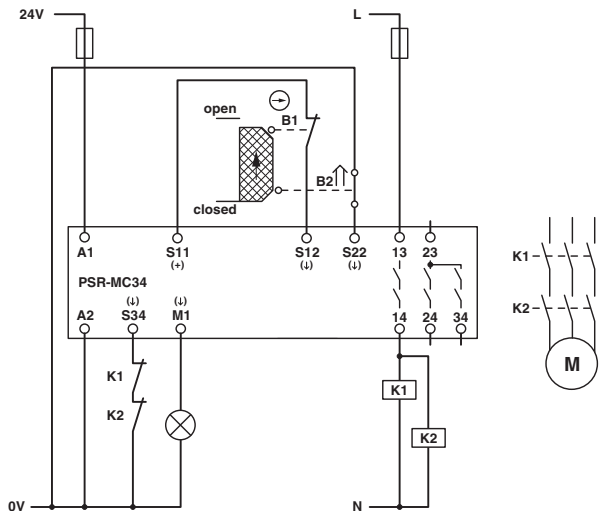 24V
L
open
B1
B2
closed
A1
S11
(+)
S12
(↓)
S22
(↓)
13
23
PSR-MC34
A2
(↓)
S34
(↓)
M1
14
24
34
K1
K2
K1
K2
K1
K2
M
0V
N